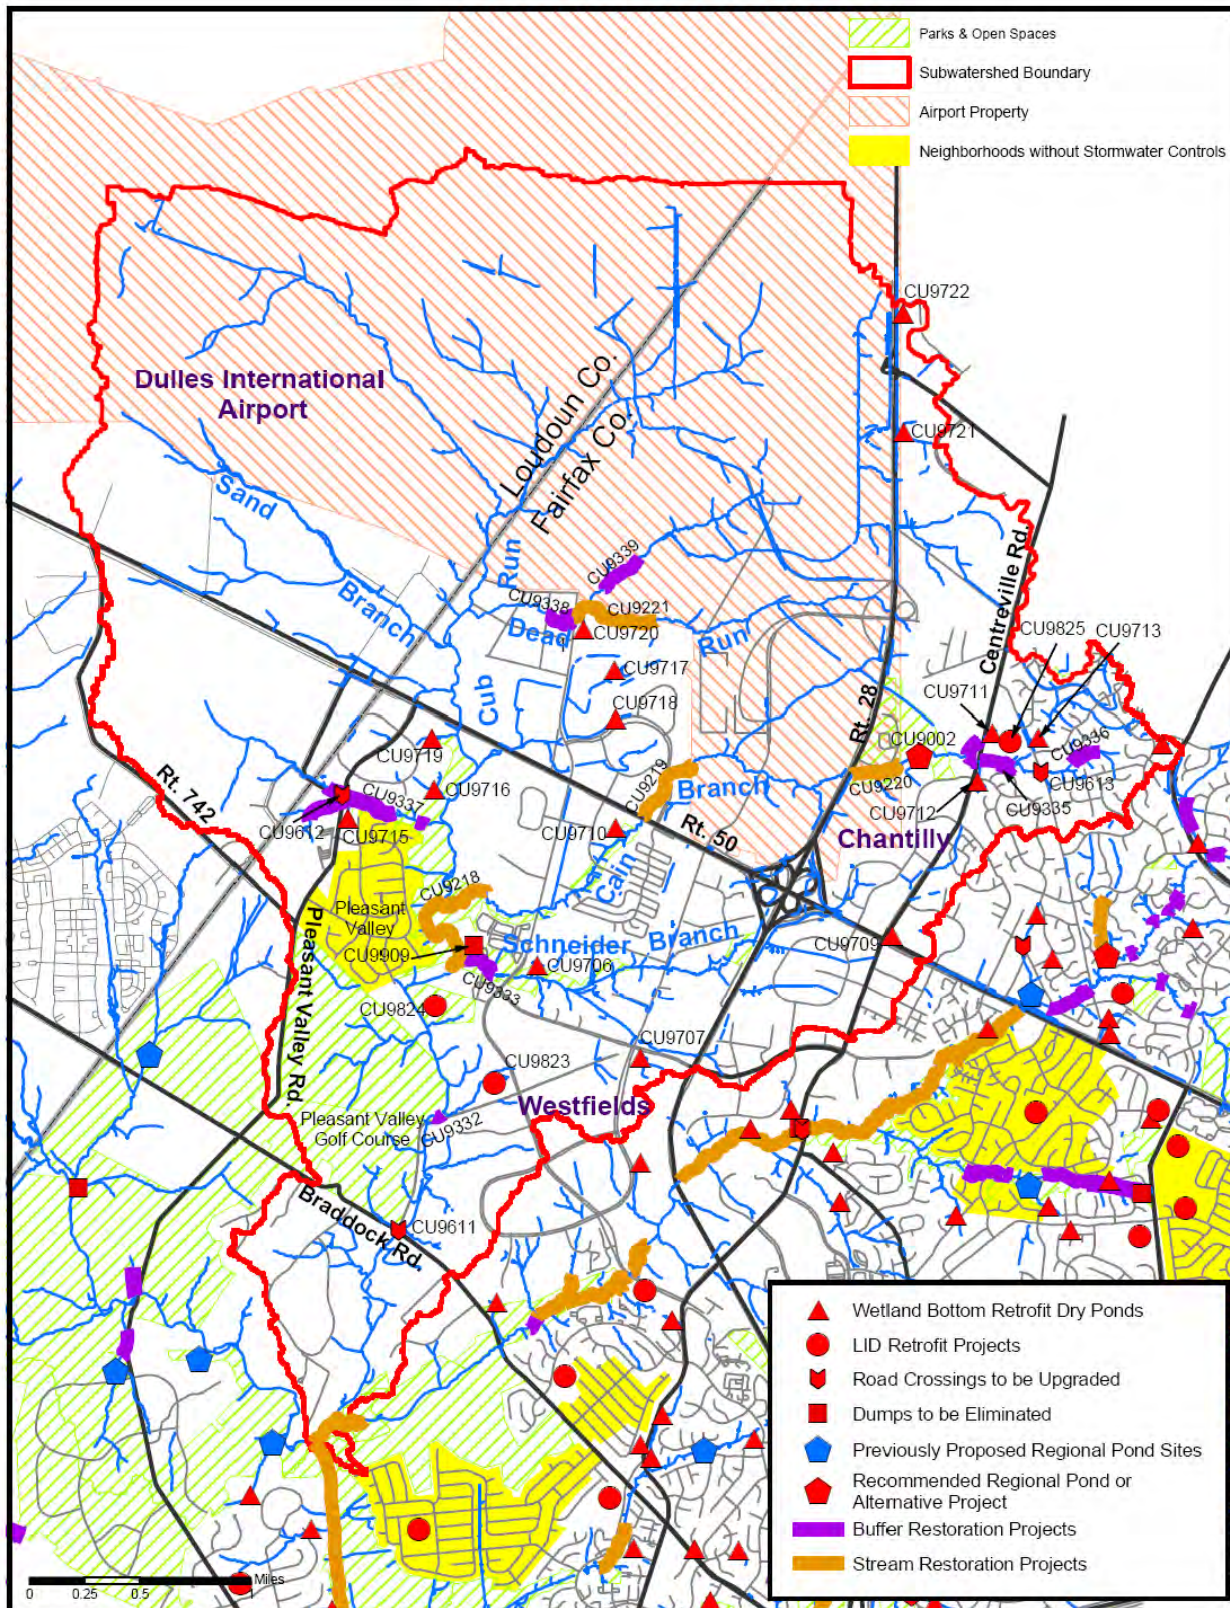 Parks & Open Spaces
Subwatershed Boundary
Airport Property
Neighborhoods without Stormwater Controls
CU9722
Dulles International
Airport
Loudoun Co.
Fairfax Co.
CU9721
Sand
Branch
Run
CU9339
CU9338
CU9221
Dead
CU9720
Run
Centreville Rd.
CU9825
CU9713
CU9717
Cub
CU9718
CU9711
Rt. 28
CU9719
CU9002
CU9336
CU9219
CU9220
Branch
CU9613
CU9716
CU9337
Rt. 742
CU9712
CU9335
CU9612
CU9715
CU9710
Rt. 50
Chantilly
Cain
CU9218
Pleasant
Valley
Schneider Branch
CU9709
CU9909
CU9706
CU9333
CU9824
Pleasant Valley Rd.
CU9707
CU9823
Westfields
Pleasant Valley
Golf Course
CU9332
Braddock Rd.
CU9611
Wetland Bottom Retrofit Dry Ponds
LID Retrofit Projects
Road Crossings to be Upgraded
Dumps to be Eliminated
Previously Proposed Regional Pond Sites
Recommended Regional Pond or
Alternative Project
Buffer Restoration Projects
Stream Restoration Projects
Miles
0 0.25 0.5 1